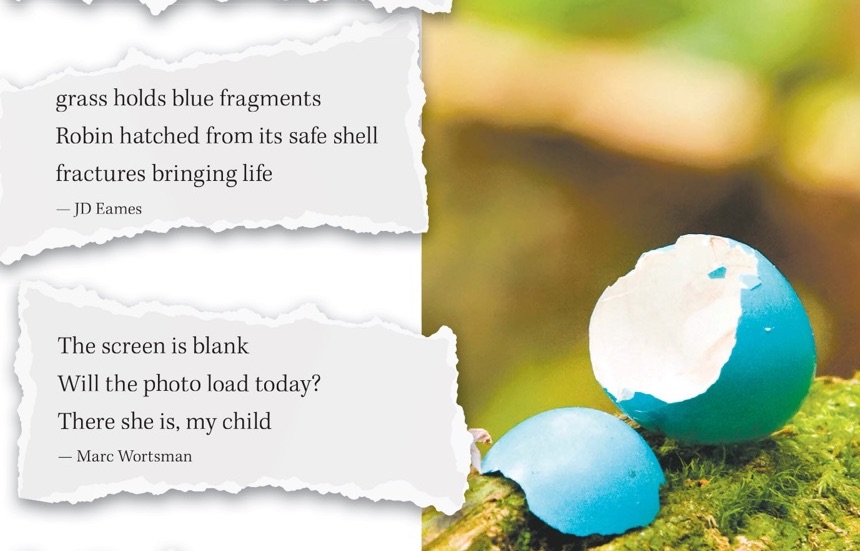 grass holds blue fragments
Robin hatched from its safe shell
fractures bringing life
— JD Eames
The screen is blank
Will the photo load today?
There she is, my child
— Marc Wortsman